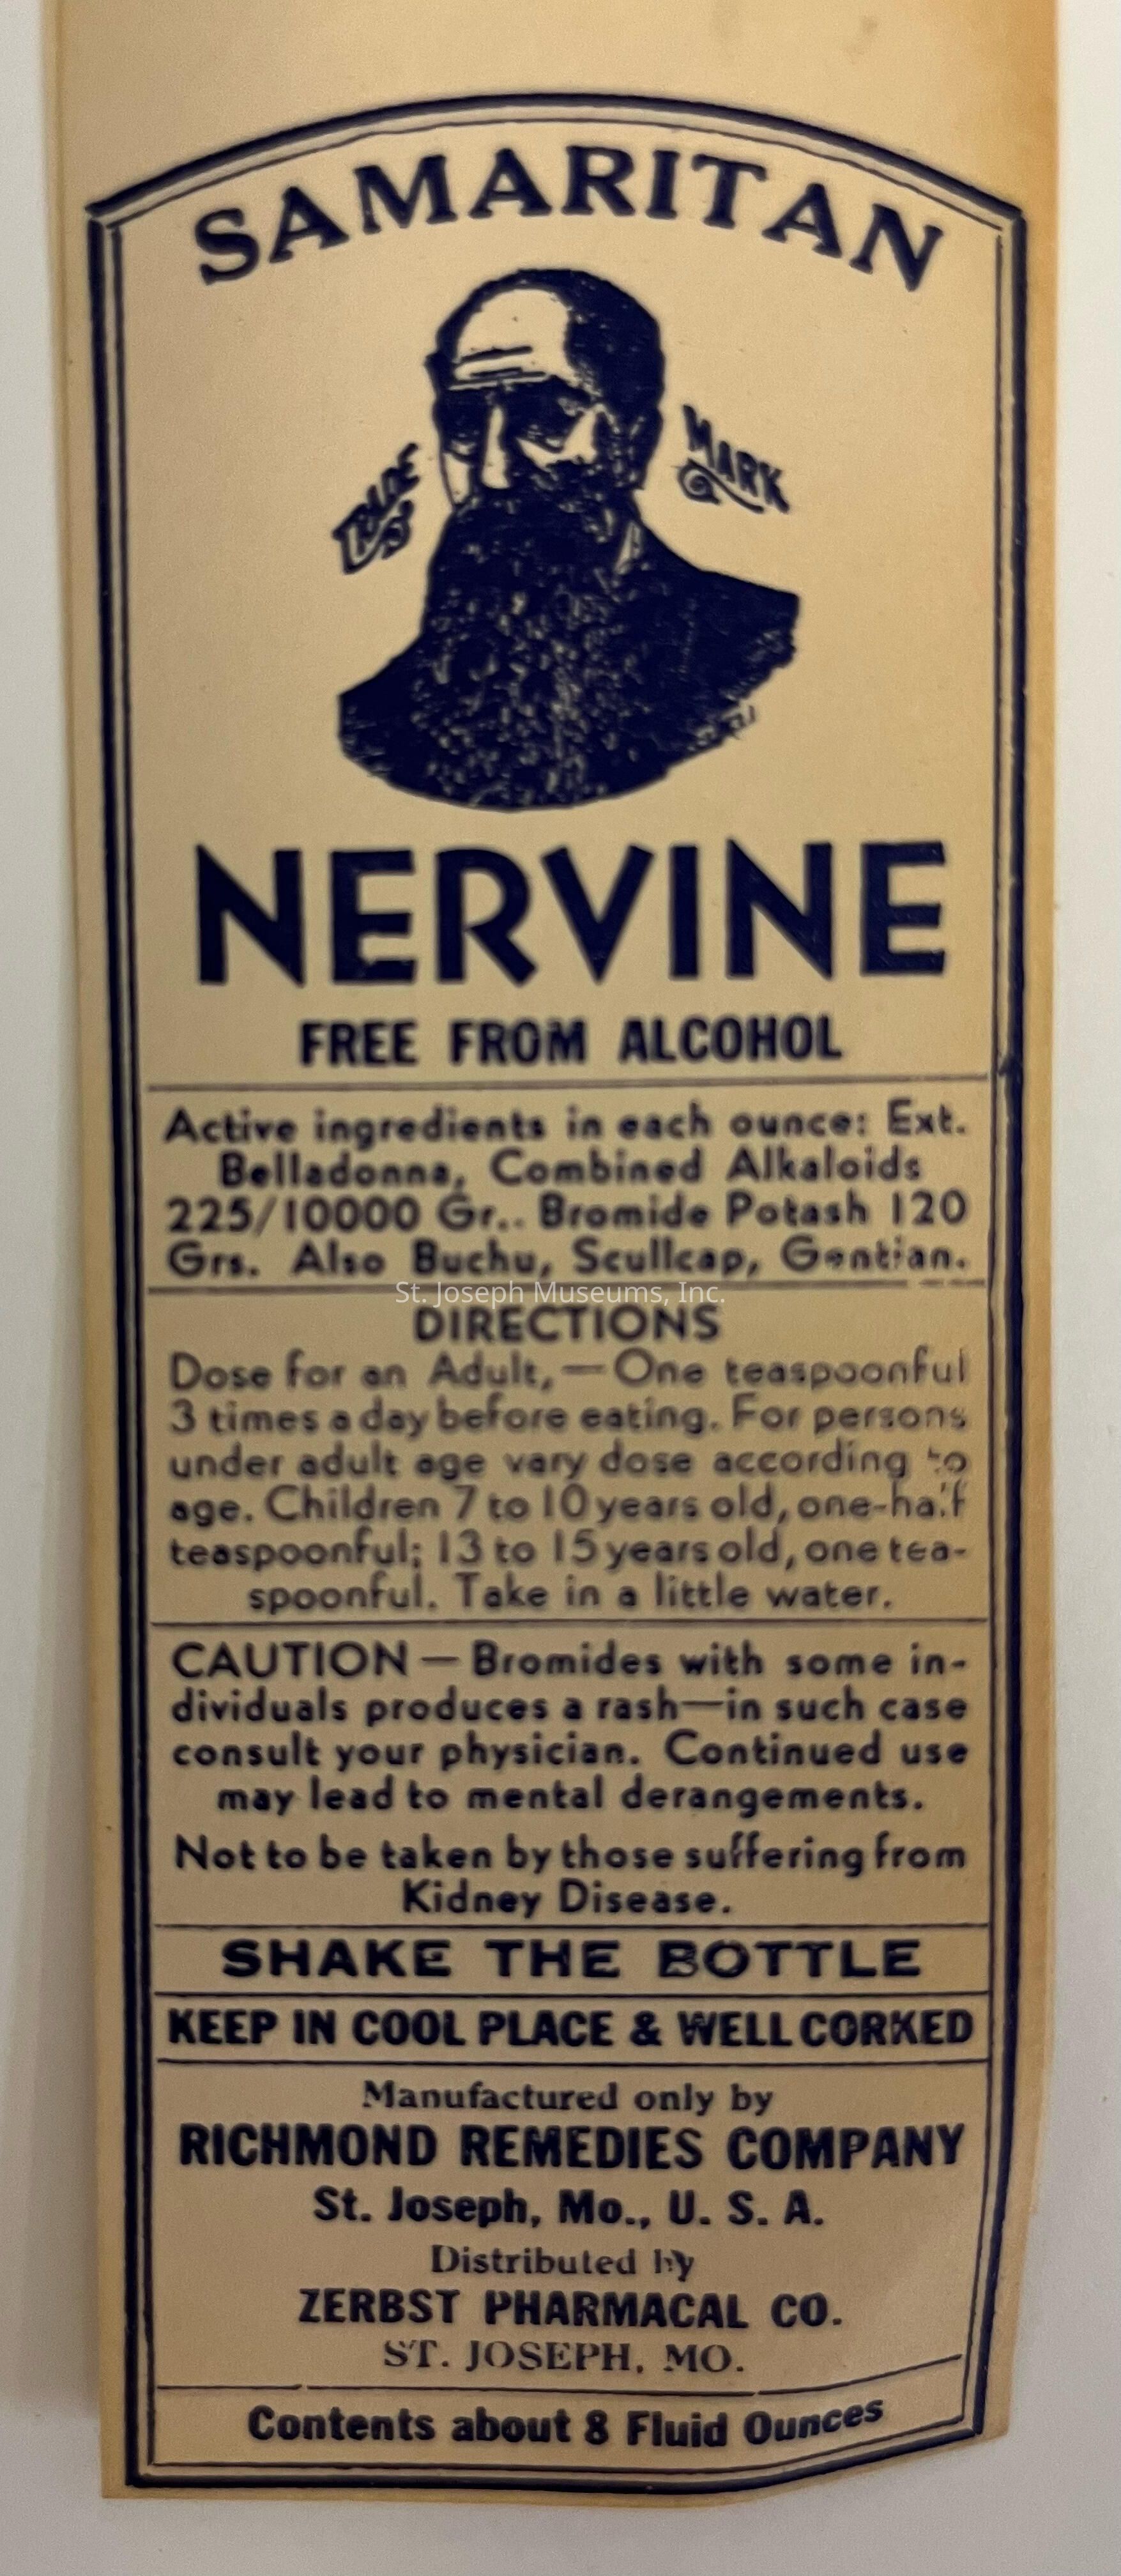 SAMARITAN
TRADE MARK
NERVINE
FREE FROM ALCOHOL
Active ingredients in each ounce: Ext.
Belladonna, Combined Alkaloids
225/10000 Gr.. Bromide Potash 120
Grs. Also Buchu, Scullcap, Gentian.
St. Joseph Museums, Inc.
DIRECTIONS
Dose for an Adult,—One teaspoonful
3 times a day before eating. For persons
under adult age vary dose according to
age. Children 7 to 10 years old, one-half
teaspoonful; 13 to 15 years old, one tea-
spoonful. Take in a little water.
CAUTION — Bromides with some in-
dividuals produces a rash—in such case
consult your physician. Continued use
may lead to mental derangements.
Not to be taken by those suffering from
Kidney Disease.
SHAKE THE BOTTLE
KEEP IN COOL PLACE & WELL CORKED
Manufactured only by
RICHMOND REMEDIES COMPANY
St. Joseph, Mo., U. S. A.
Distributed by
ZERBST PHARMACAL CO.
ST. JOSEPH, MO.
Contents about 8 Fluid Ounces